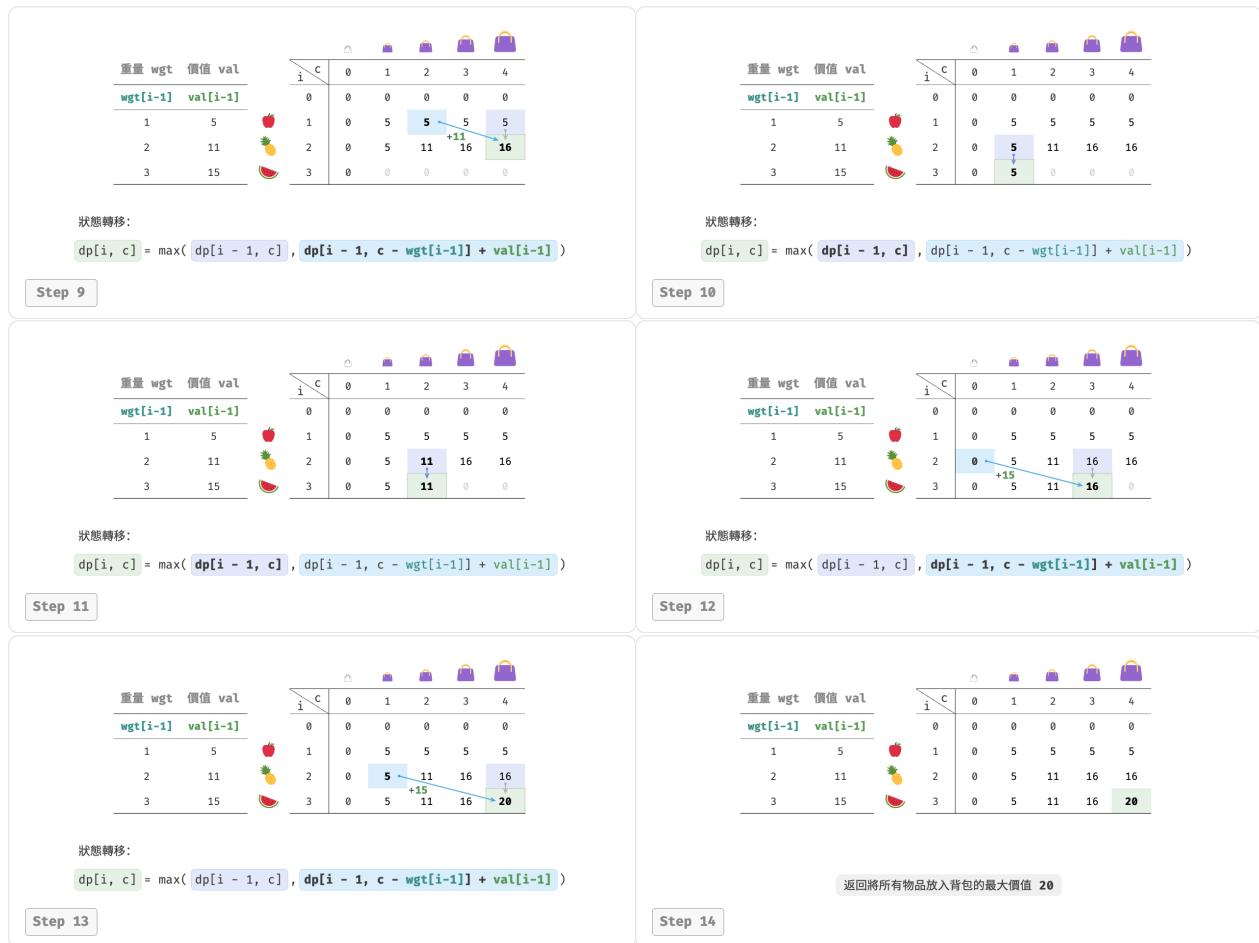 c
重量 wgt 價值 val i 0 1 2 3 4
wgt[i-1] val[i-1] 0 0 0 0 0 0
1 5 1 0 5 5 5 5
+11
2 11 2 0 5 11 16 16
3 15 3 0 0 0 0 0
狀態轉移：
dp[i, c] = max( dp[i - 1, c] , dp[i - 1, c - wgt[i-1]] + val[i-1] )
Step 9
c
重量 wgt 價值 val i 0 1 2 3 4
wgt[i-1] val[i-1] 0 0 0 0 0 0
1 5 1 0 5 5 5 5
2 11 2 0 5 11 16 16
3 15 3 0 5 0 0 0
狀態轉移：
dp[i, c] = max( dp[i - 1, c] , dp[i - 1, c - wgt[i-1]] + val[i-1] )
Step 10
c
重量 wgt 價值 val i 0 1 2 3 4
wgt[i-1] val[i-1] 0 0 0 0 0 0
1 5 1 0 5 5 5 5
2 11 2 0 5 11 16 16
3 15 3 0 5 11 0 0
狀態轉移：
dp[i, c] = max( dp[i - 1, c] , dp[i - 1, c - wgt[i-1]] + val[i-1] )
Step 11
c
重量 wgt 價值 val i 0 1 2 3 4
wgt[i-1] val[i-1] 0 0 0 0 0 0
1 5 1 0 5 5 5 5
2 11 2 0 5 11 16 16
+15
3 15 3 0 5 11 16 0
狀態轉移：
dp[i, c] = max( dp[i - 1, c] , dp[i - 1, c - wgt[i-1]] + val[i-1] )
Step 12
c
重量 wgt 價值 val i 0 1 2 3 4
wgt[i-1] val[i-1] 0 0 0 0 0 0
1 5 1 0 5 5 5 5
2 11 2 0 5 11 16 16
+15
3 15 3 0 5 11 16 20
狀態轉移：
dp[i, c] = max( dp[i - 1, c] , dp[i - 1, c - wgt[i-1]] + val[i-1] )
Step 13
c
重量 wgt 價值 val i 0 1 2 3 4
wgt[i-1] val[i-1] 0 0 0 0 0 0
1 5 1 0 5 5 5 5
2 11 2 0 5 11 16 16
3 15 3 0 5 11 16 20
返回將所有物品放入背包的最大價值 20
Step 14